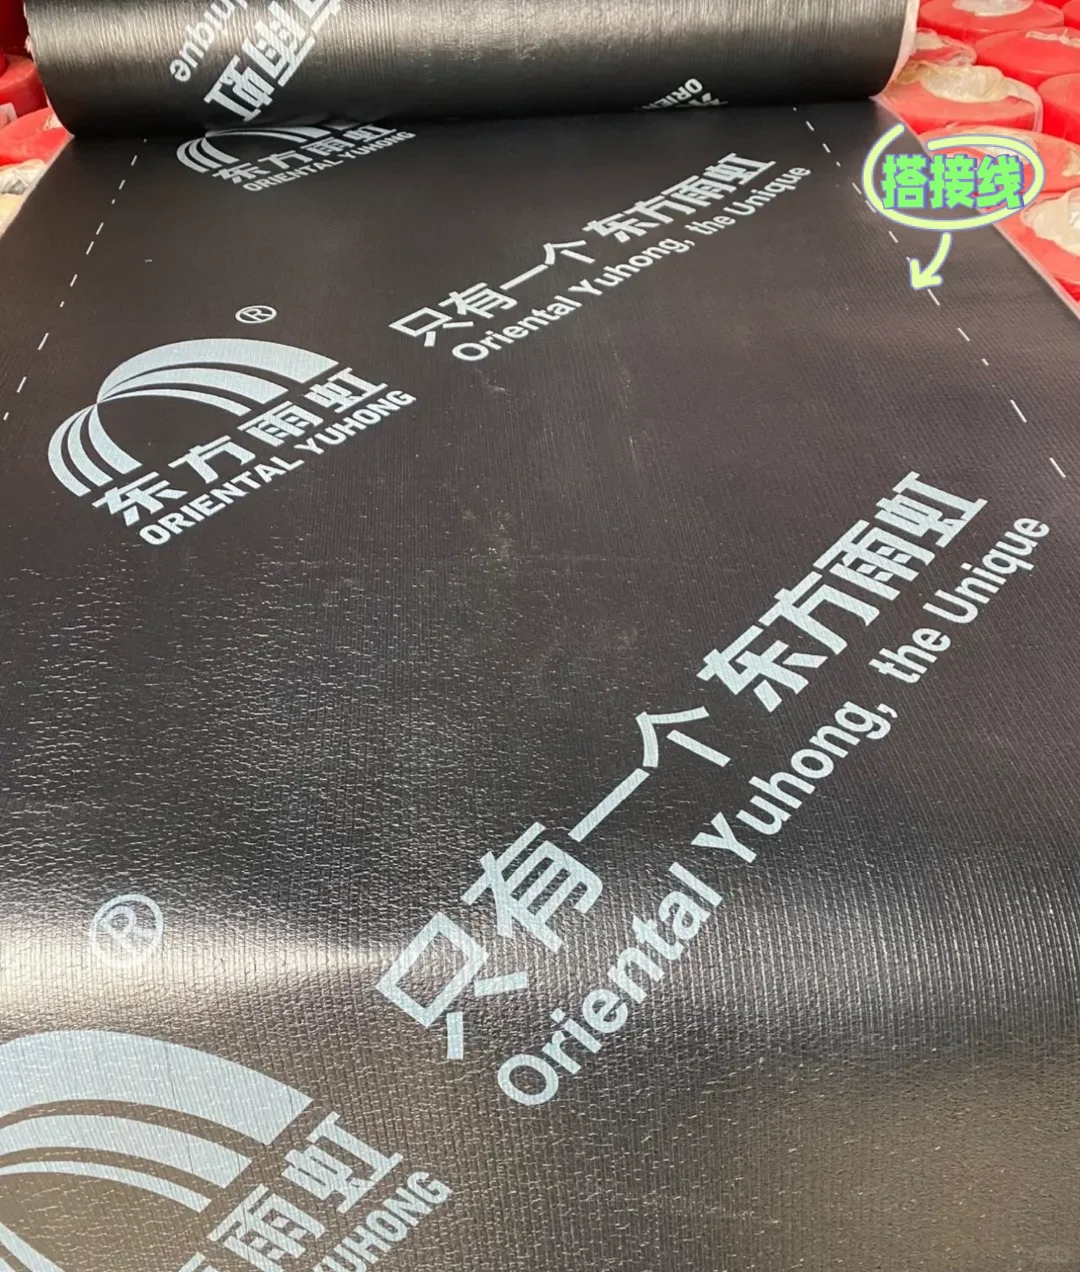 nique
东方雨虹
ORIENTAL YUHONG
ORIEN
搭接线
只有一个 东方雨虹
Oriental Yuhong, the Unique
®
东方雨虹
ORIENTAL YUHONG
只有一个 东方雨虹
Oriental Yuhong, the Unique
®
雨虹
YUHONG